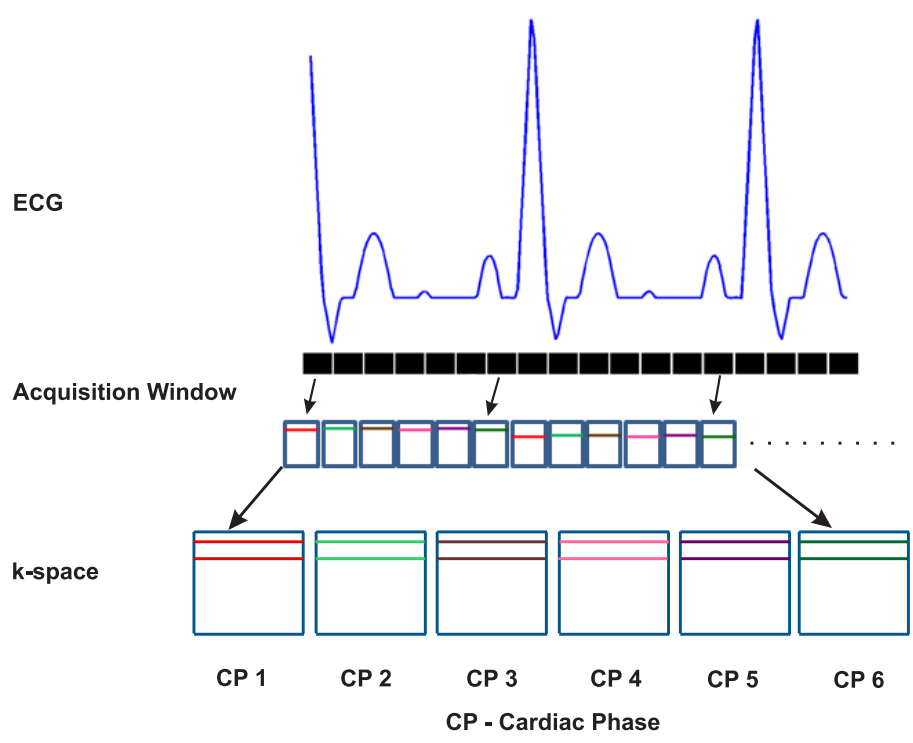 ECG
Acquisition Window
k-space
CP 1 CP 2 CP 3 CP 4 CP 5 CP 6
CP - Cardiac Phase